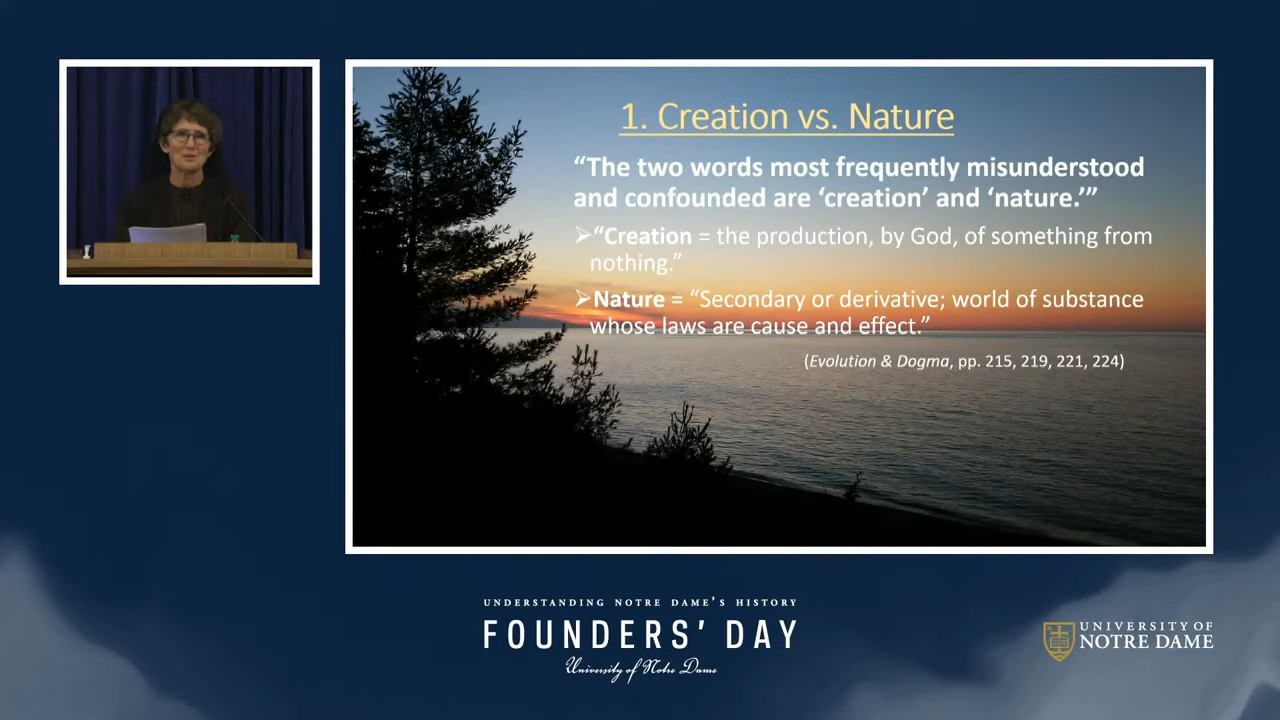 1. Creation vs. Nature
“The two words most frequently misunderstood
and confounded are ‘creation’ and ‘nature.’”
➢“Creation = the production, by God, of something from
nothing.”
➢Nature = “Secondary or derivative; world of substance
whose laws are cause and effect.”
(Evolution & Dogma, pp. 215, 219, 221, 224)
UNDERSTANDING NOTRE DAME’S HISTORY
FOUNDERS’ DAY
University of Notre Dame
UNIVERSITY OF
NOTRE DAME